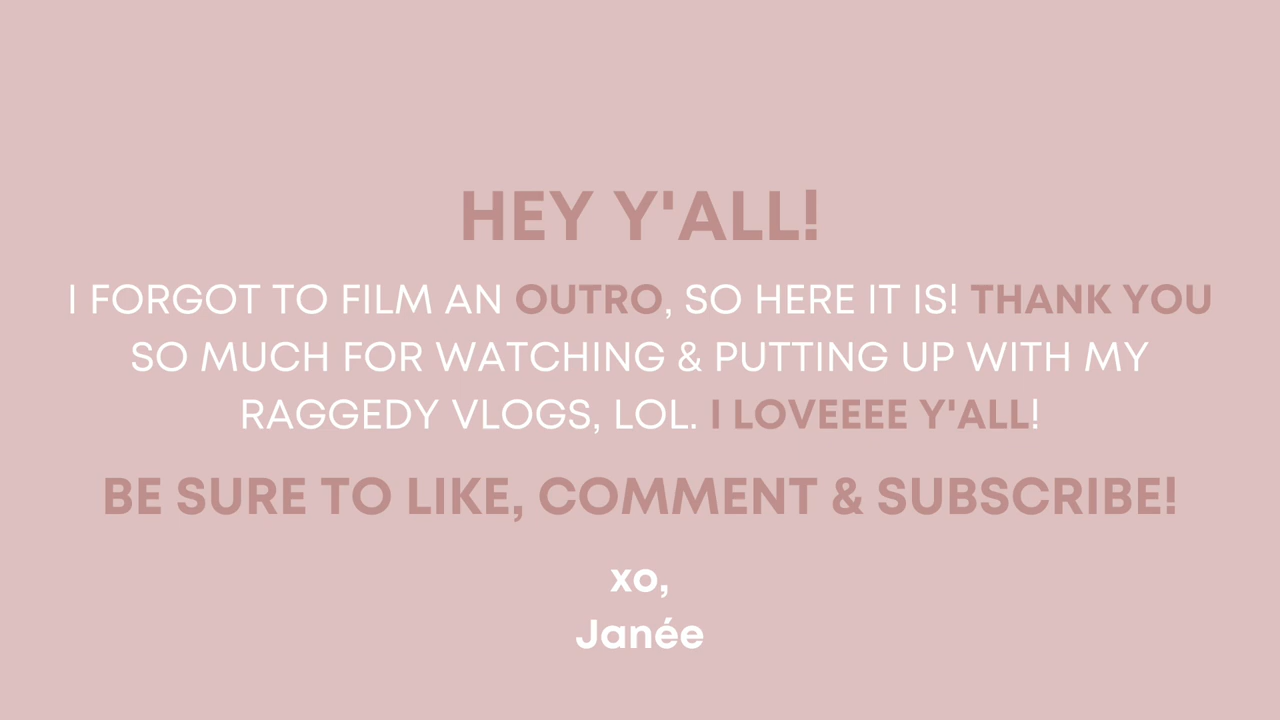 HEY Y'ALL!
I FORGOT TO FILM AN OUTRO, SO HERE IT IS! THANK YOU
SO MUCH FOR WATCHING & PUTTING UP WITH MY
RAGGEDY VLOGS, LOL. I LOVEEEE Y'ALL!
BE SURE TO LIKE, COMMENT & SUBSCRIBE!
xo,
Janée